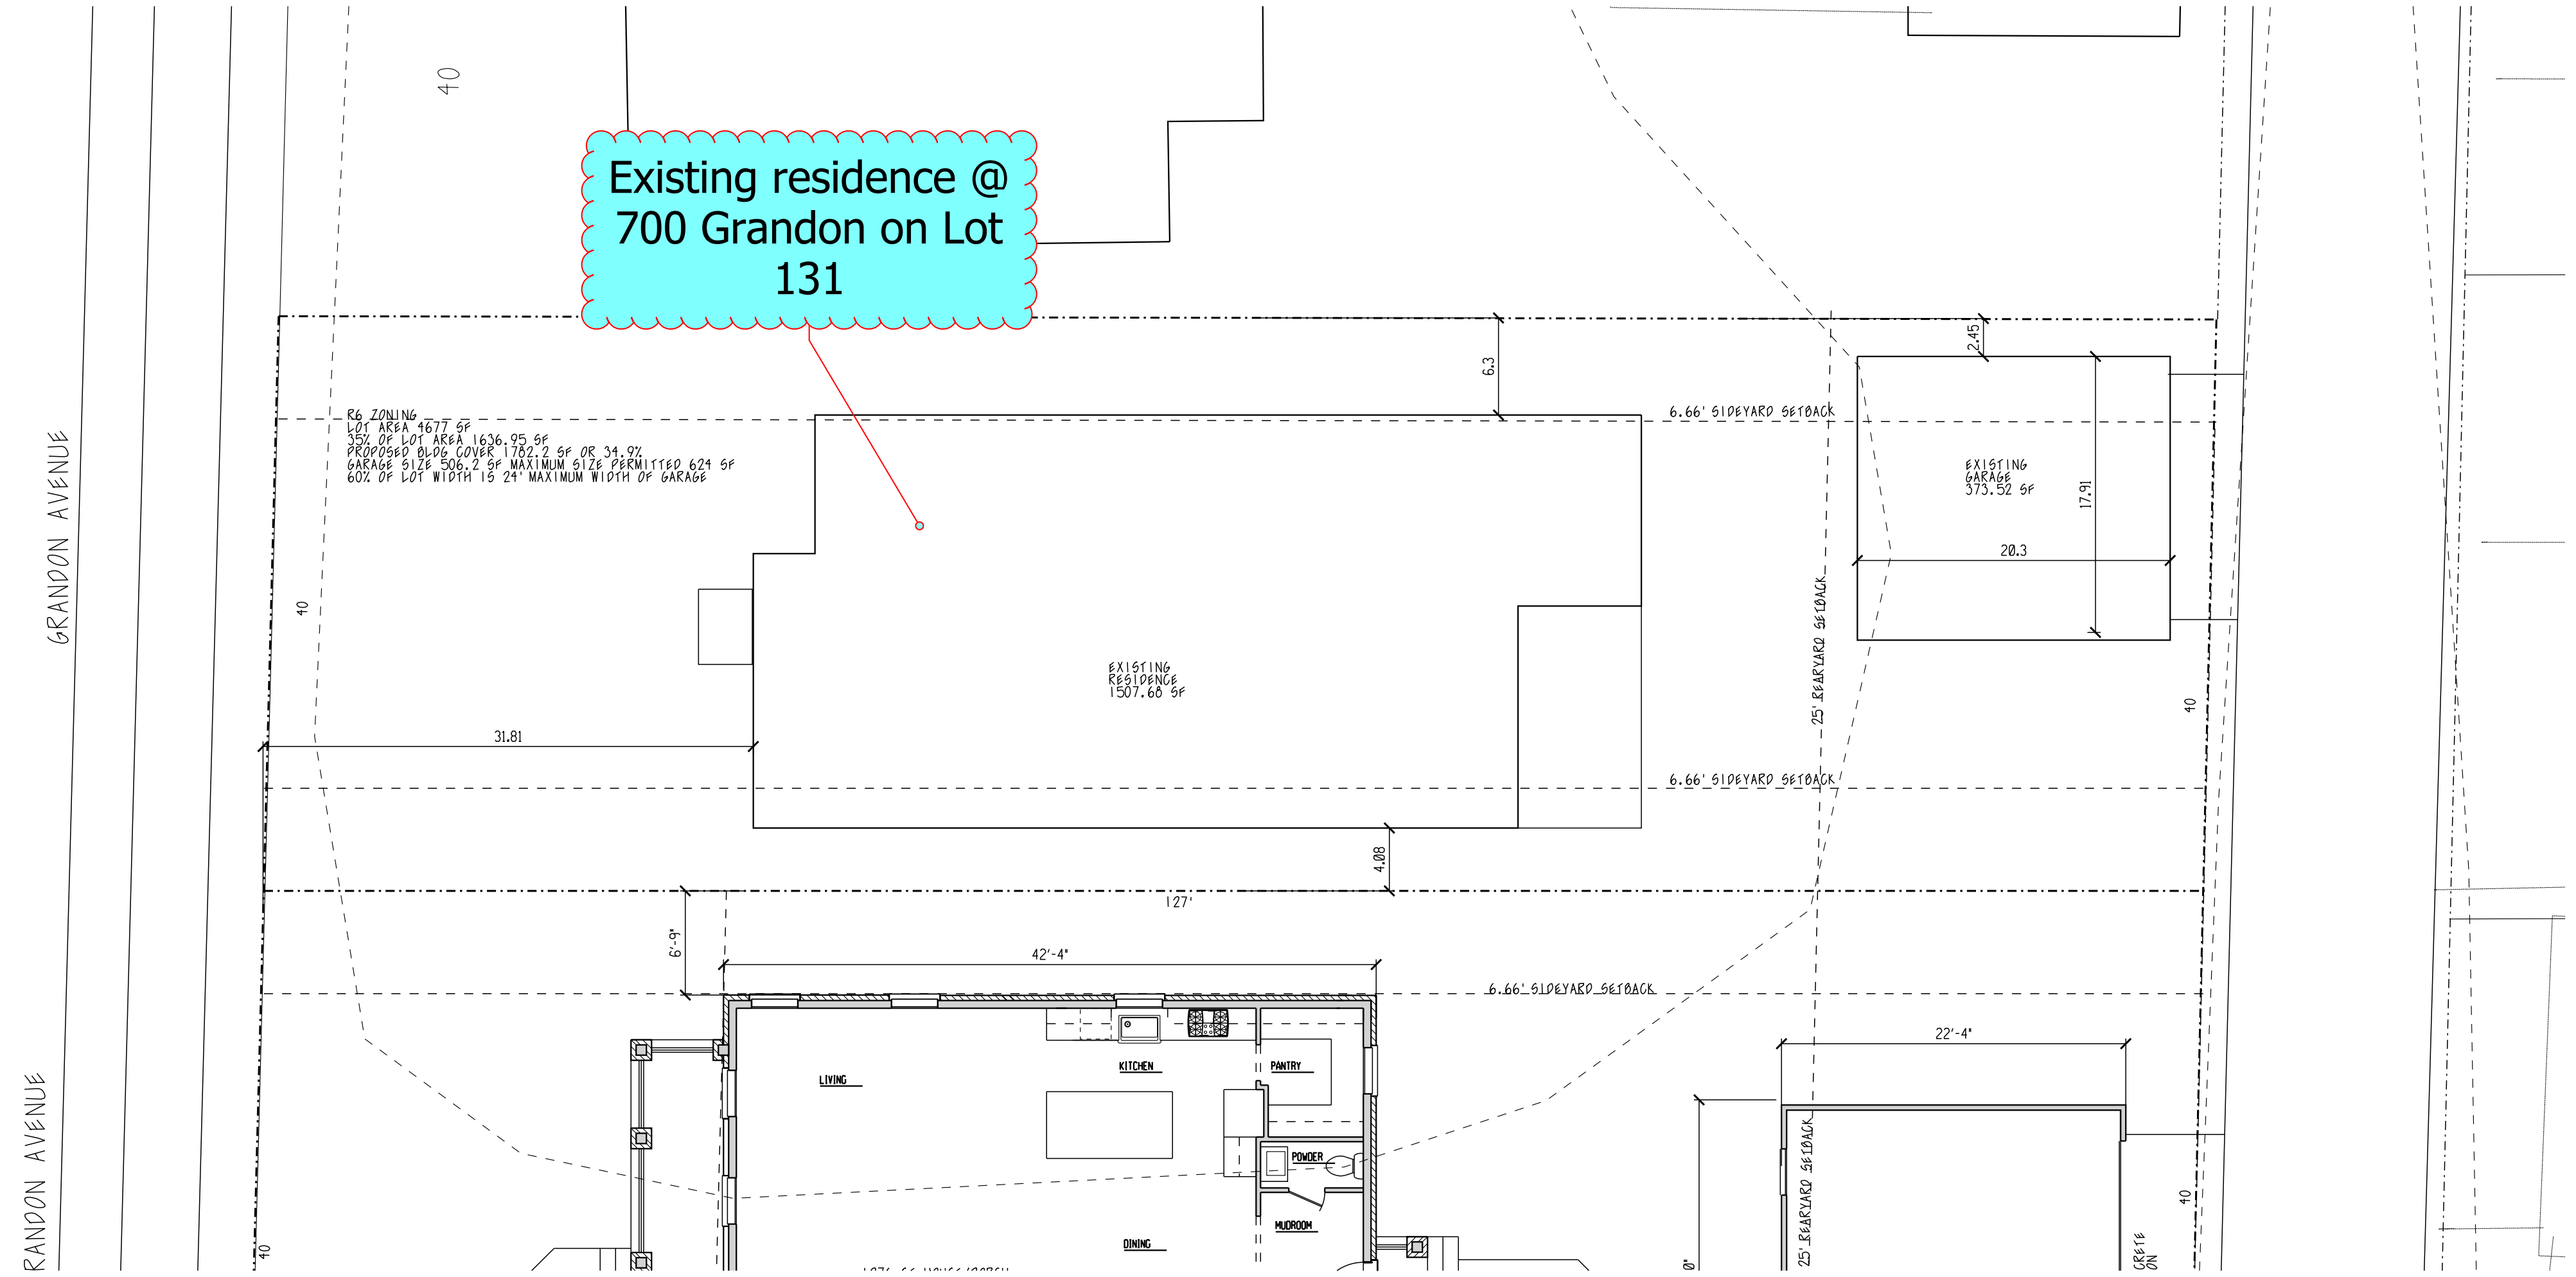 40
Existing residence @
700 Grandon on Lot
131
2.45
6.3
R6 ZONING
LOT AREA 4677 SF
35% OF LOT AREA 1636.95 SF
PROPOSED BLDG COVER 1782.2 SF OR 34.9%
GARAGE SIZE 506.2 SF MAXIMUM SIZE PERMITTED 624 SF
60% OF LOT WIDTH IS 24' MAXIMUM WIDTH OF GARAGE
6.66' SIDEYARD SETBACK
EXISTING
GARAGE
373.52 SF
17.91
20.3
GRANDON AVENUE
40
25' REARYARD SETBACK
EXISTING
RESIDENCE
1507.68 SF
40
31.81
6.66' SIDEYARD SETBACK
4.08
127'
6'-9"
42'-4"
6.66' SIDEYARD SETBACK
22'-4"
LIVING
KITCHEN
PANTRY
POWDER
MUDROOM
DINING
RANDON AVENUE
40
25' REARYARD SETBACK
40
0"
CRETE
ON